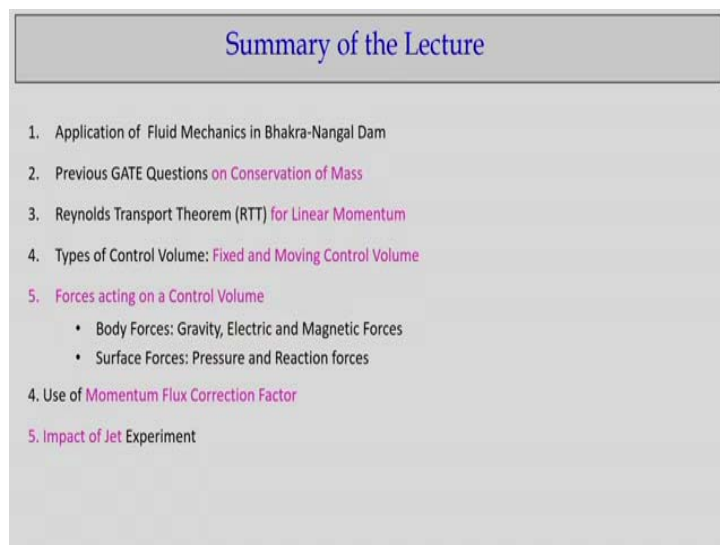 Summary of the Lecture
1. Application of Fluid Mechanics in Bhakra-Nangal Dam
2. Previous GATE Questions on Conservation of Mass
3. Reynolds Transport Theorem (RTT) for Linear Momentum
4. Types of Control Volume: Fixed and Moving Control Volume
5. Forces acting on a Control Volume
• Body Forces: Gravity, Electric and Magnetic Forces
• Surface Forces: Pressure and Reaction forces
4. Use of Momentum Flux Correction Factor
5. Impact of Jet Experiment